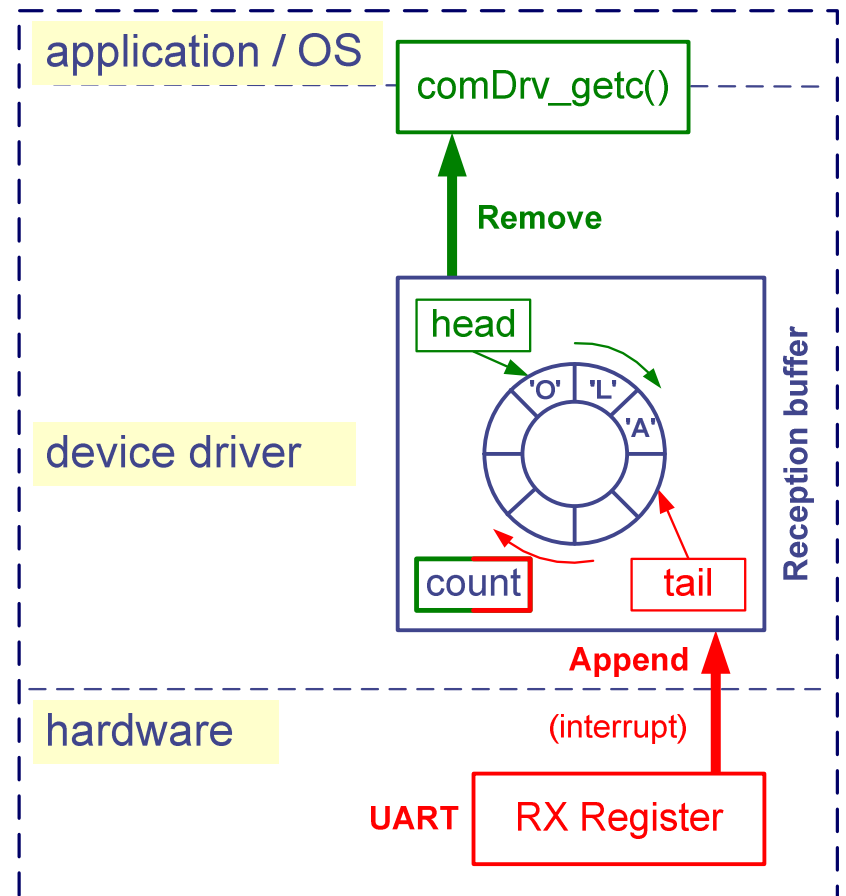 application / OS
comDrv_getc()
Remove
head
'O'
'L'
'A'
Reception buffer
device driver
count
tail
Append
hardware
(interrupt)
UART
RX Register